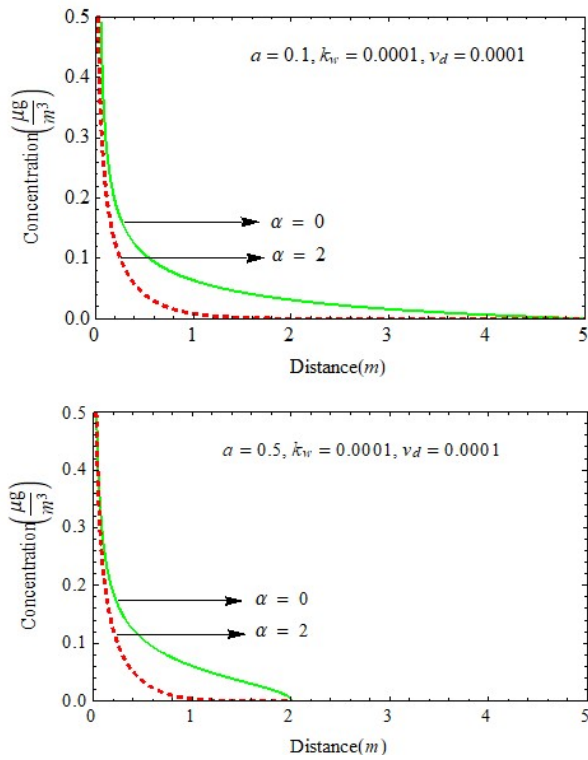 a = 0.1, k_w = 0.0001, v_d = 0.0001
Concentration(μg/m³)
0.5
0.4
0.3
0.2
0.1
0.0
α = 0
α = 2
0 1 2 3 4 5
Distance(m)
a = 0.5, k_w = 0.0001, v_d = 0.0001
Concentration(μg/m³)
0.5
0.4
0.3
0.2
0.1
0.0
α = 0
α = 2
0 1 2 3 4 5
Distance(m)